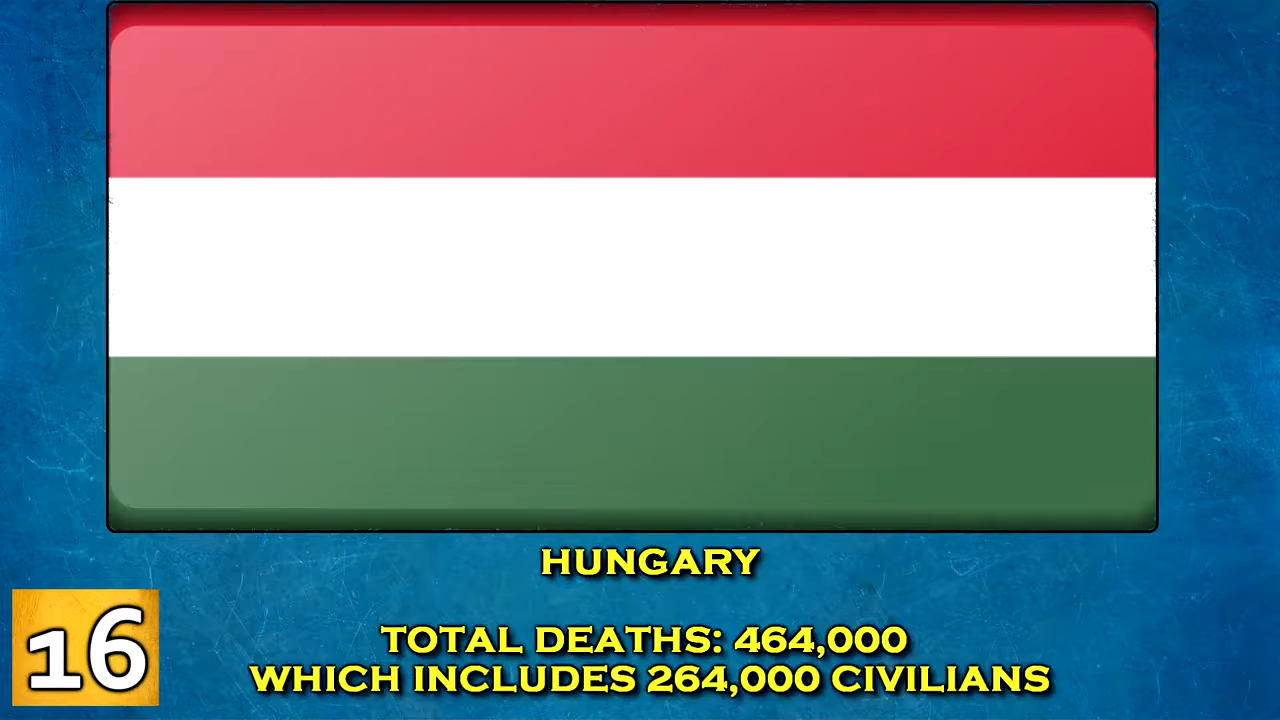 HUNGARY
16
TOTAL DEATHS: 464,000
WHICH INCLUDES 264,000 CIVILIANS